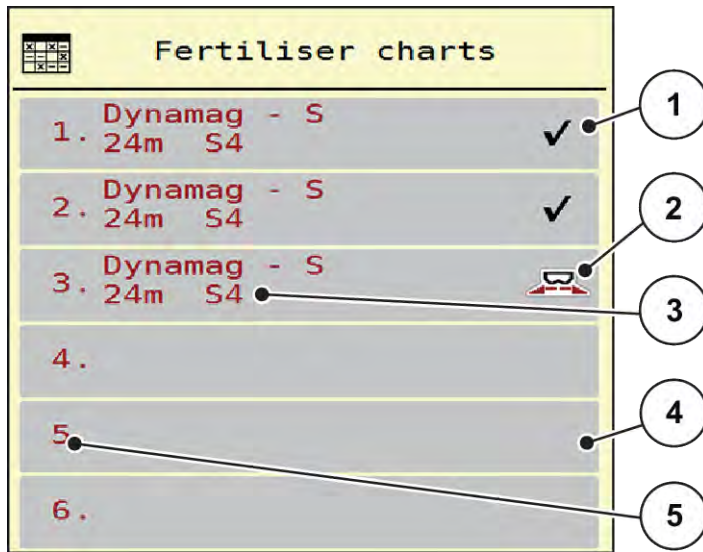 Fertiliser charts
1. Dynamag - S
24m S4
1
2. Dynamag - S
24m S4
2
3. Dynamag - S
24m S4
3
4.
4
5
5
6.